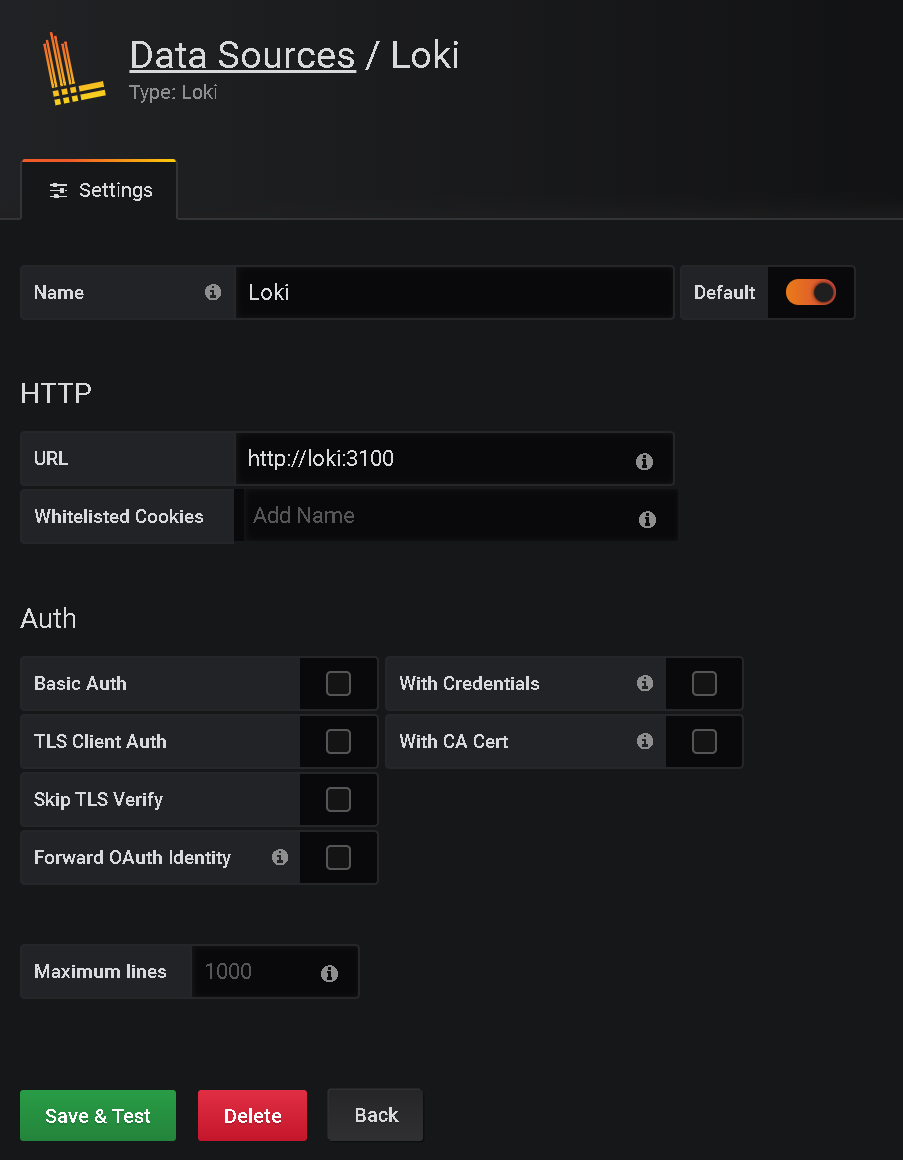 Data Sources / Loki
Type: Loki
Settings
Name Loki Default
HTTP
URL http://loki:3100
Whitelisted Cookies Add Name
Auth
Basic Auth With Credentials
TLS Client Auth With CA Cert
Skip TLS Verify
Forward OAuth Identity
Maximum lines 1000
Save & Test Delete Back